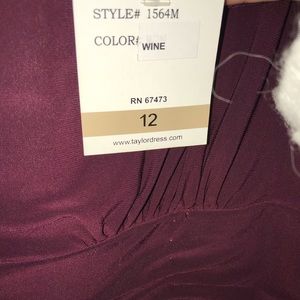 STYLE# 1564M
COLOR#
WINE
RN 67473
12
www.taylordress.com